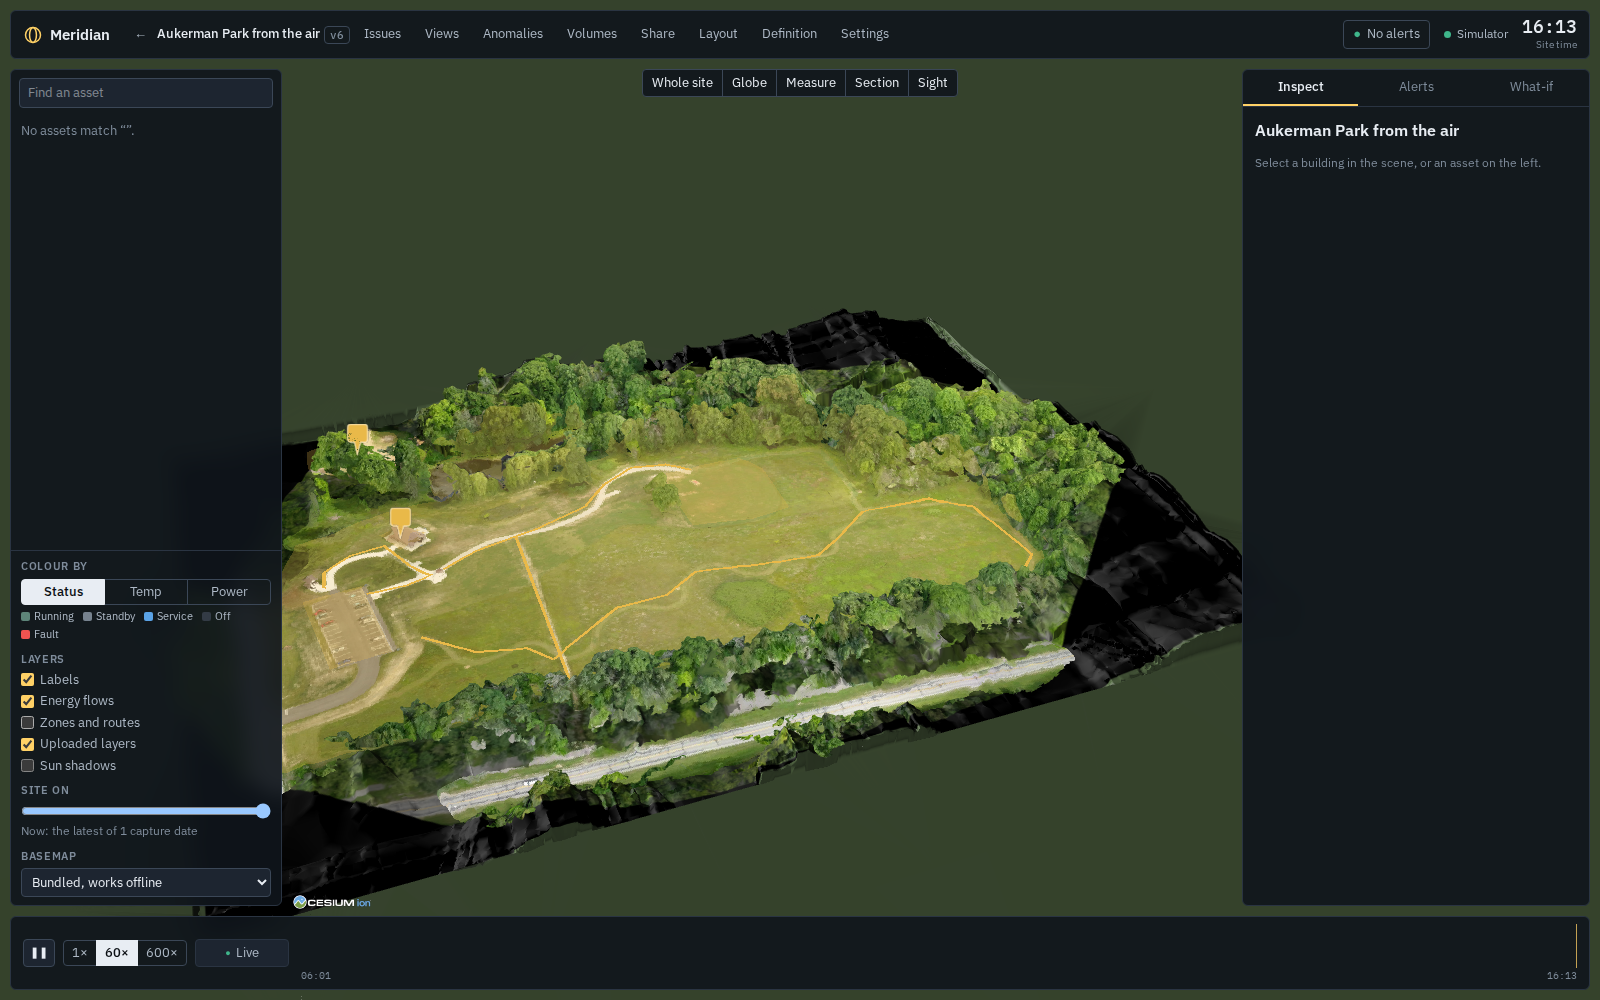 Meridian
←
Aukerman Park from the air
v6
Issues
Views
Anomalies
Volumes
Share
Layout
Definition
Settings
No alerts
Simulator
16:13
Site time
Find an asset
No assets match “”.
Whole site
Globe
Measure
Section
Sight
Inspect
Alerts
What-if
Aukerman Park from the air
Select a building in the scene, or an asset on the left.
COLOUR BY
Status
Temp
Power
Running
Standby
Service
Off
Fault
LAYERS
Labels
Energy flows
Zones and routes
Uploaded layers
Sun shadows
SITE ON
Now: the latest of 1 capture date
BASEMAP
Bundled, works offline
CESIUM ion
1×
60×
600×
Live
06:01
16:13